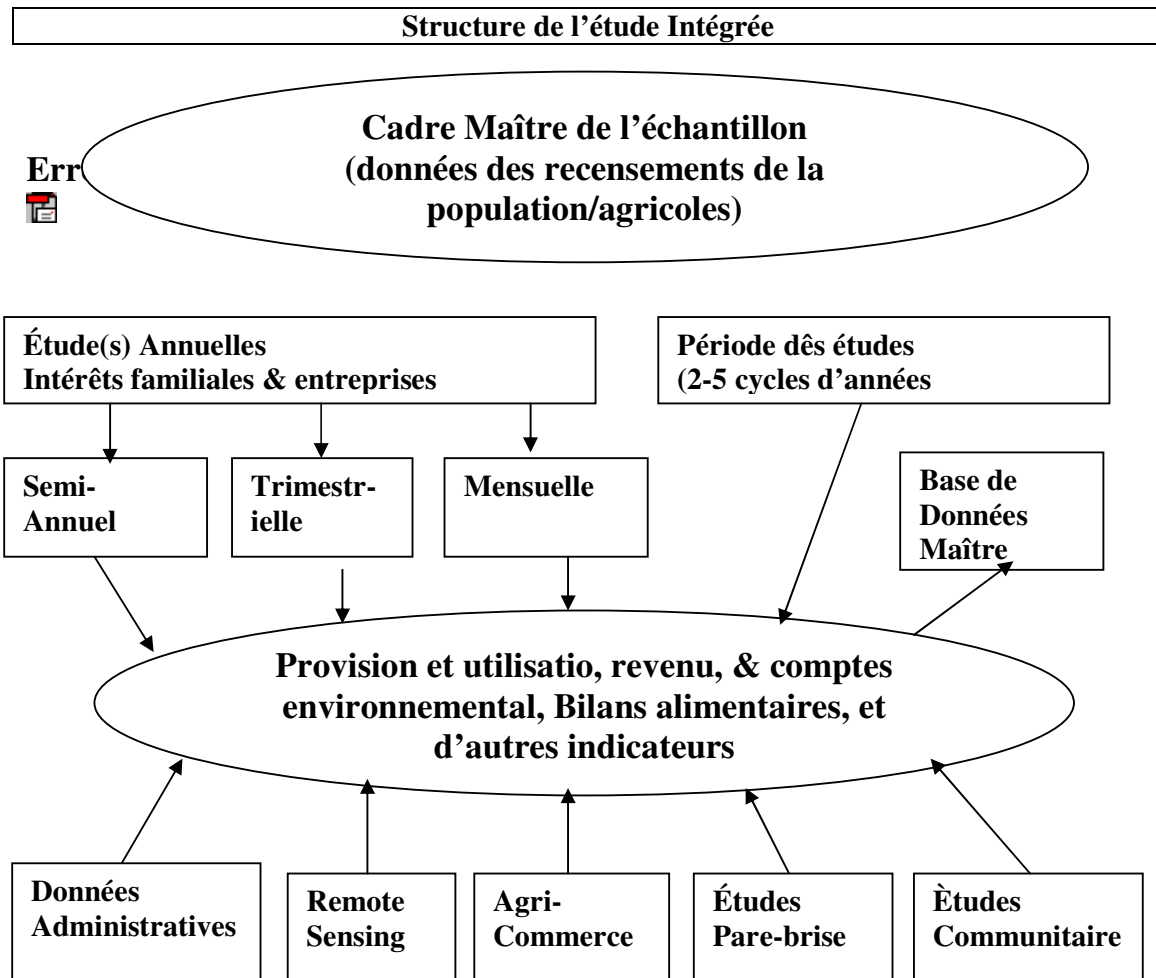 Structure de l'étude Intégrée
Cadre Maître de l'échantillon
(données des recensements de la
population/agricoles)
Err
Étude(s) Annuelles
Intérêts familiales & entreprises
Période dês études
(2-5 cycles d'années
Semi-
Annuel
Trimestr-
ielle
Mensuelle
Base de
Données
Maître
Provision et utilisatio, revenu, & comptes
environnemental, Bilans alimentaires, et
d'autres indicateurs
Données
Administratives
Remote
Sensing
Agri-
Commerce
Études
Pare-brise
Ètudes
Communitaire